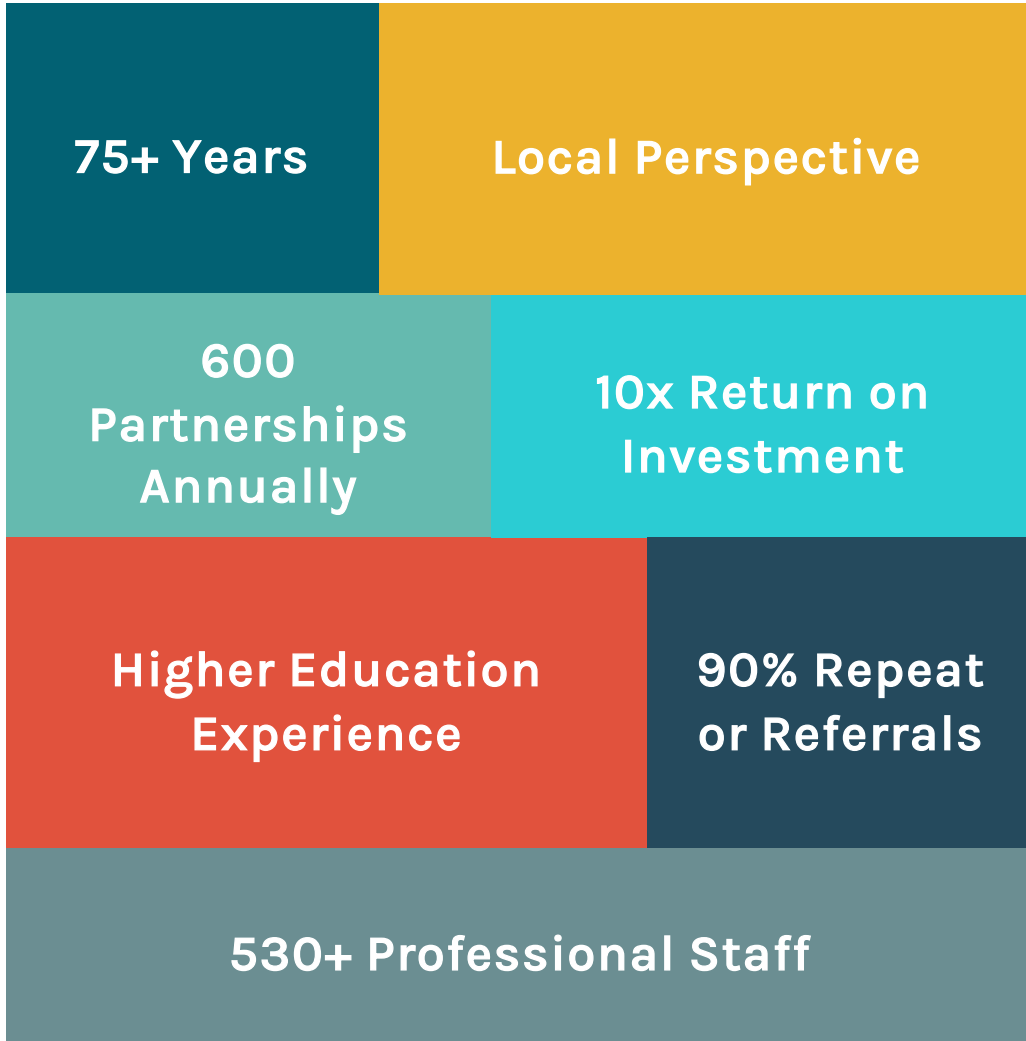 75+ Years
Local Perspective
600
Partnerships
Annually
10x Return on
Investment
Higher Education
Experience
90% Repeat
or Referrals
530+ Professional Staff